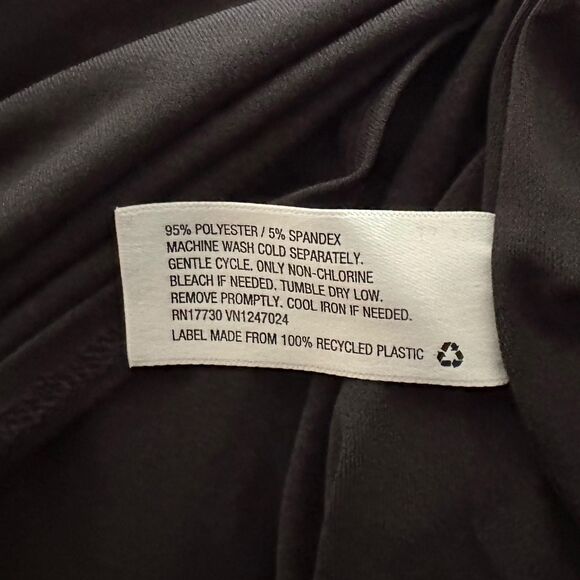 95% POLYESTER / 5% SPANDEX
MACHINE WASH COLD SEPARATELY.
GENTLE CYCLE. ONLY NON-CHLORINE
BLEACH IF NEEDED. TUMBLE DRY LOW.
REMOVE PROMPTLY. COOL IRON IF NEEDED.
RN17730 VN1247024
LABEL MADE FROM 100% RECYCLED PLASTIC